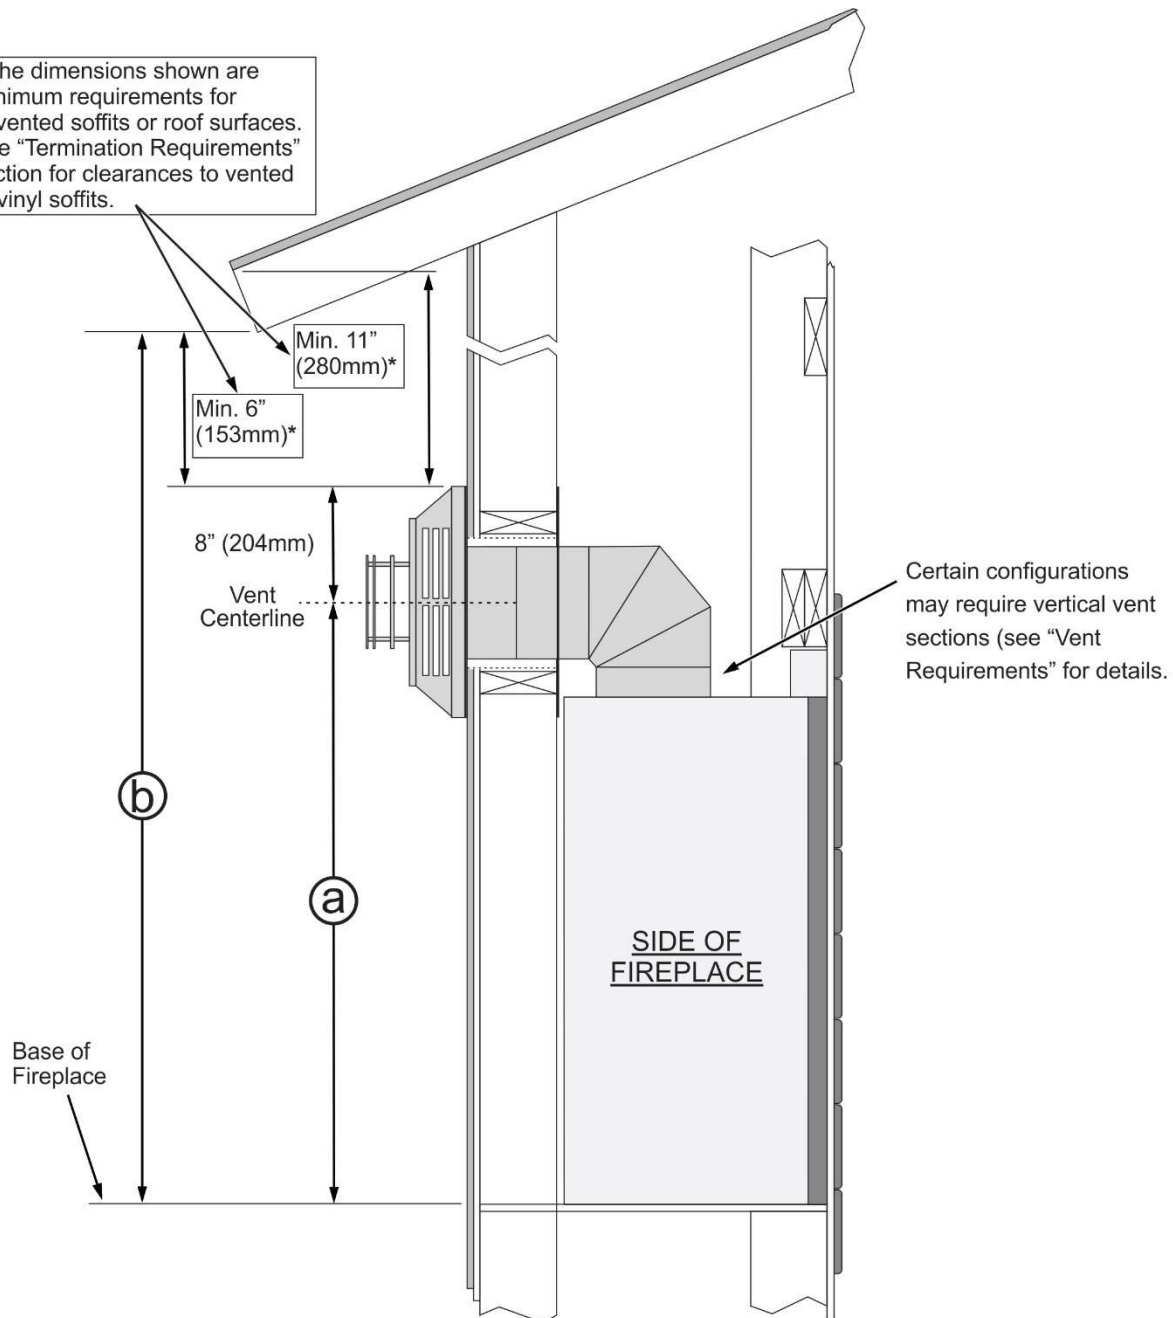 he dimensions shown are
nimum requirements for
vented soffits or roof surfaces.
e “Termination Requirements”
ction for clearances to vented
vinyl soffits.
Min. 11”
(280mm)*
Min. 6”
(153mm)*
8” (204mm)
Vent
Centerline
Certain configurations
may require vertical vent
sections (see “Vent
Requirements” for details.
b
a
SIDE OF
FIREPLACE
Base of
Fireplace